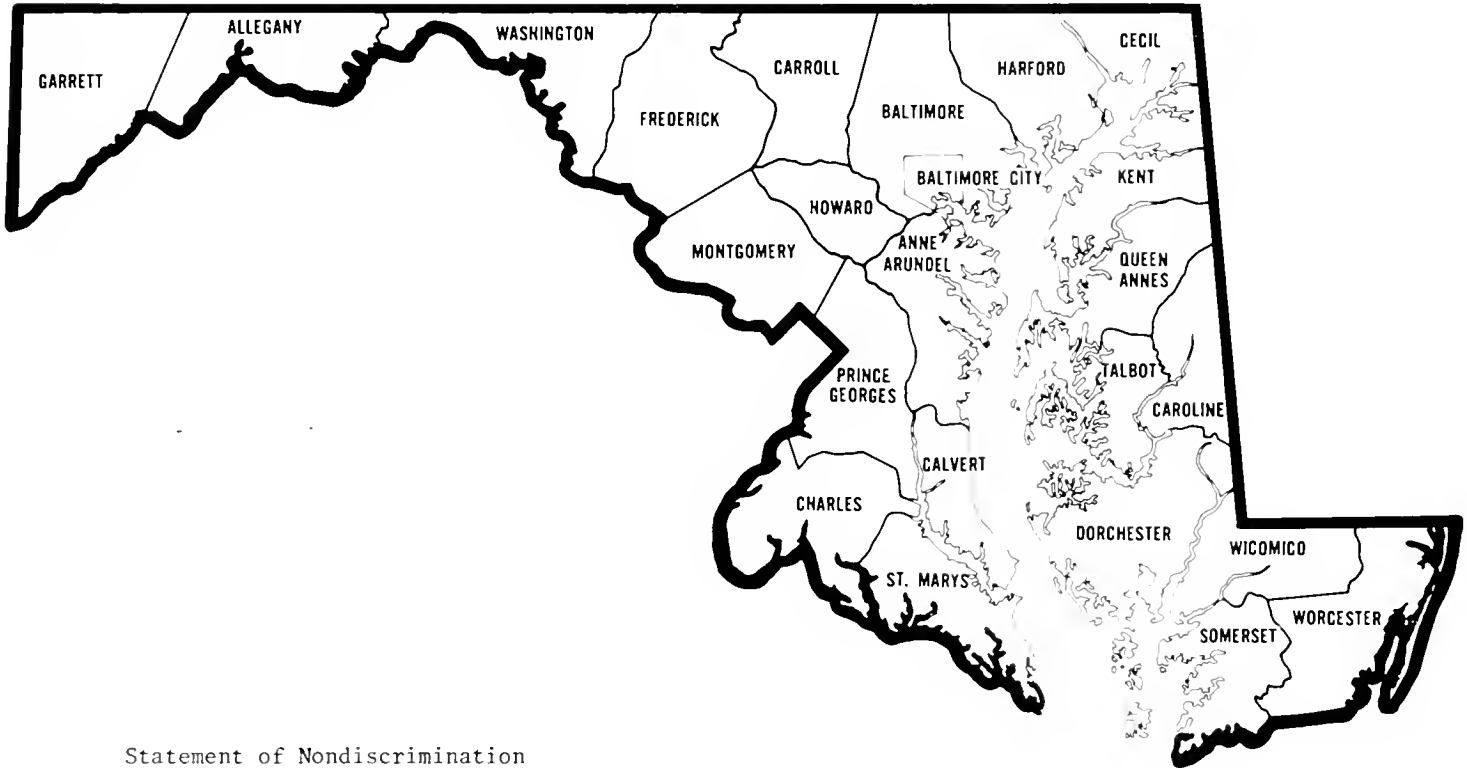 ALLEGANY
WASHINGTON
CECIL
GARRETT
CARROLL
HARFORD
FREDERICK
BALTIMORE
BALTIMORE CITY
KENT
HOWARD
MONTGOMERY
ANNE
ARUNDEL
QUEEN
ANNES
PRINCE
GEORGES
TALBOT
CAROLINE
CALVERT
CHARLES
DORCHESTER
WICOMICO
ST. MARYS
WORCESTER
SOMERSET
Statement of Nondiscrimination